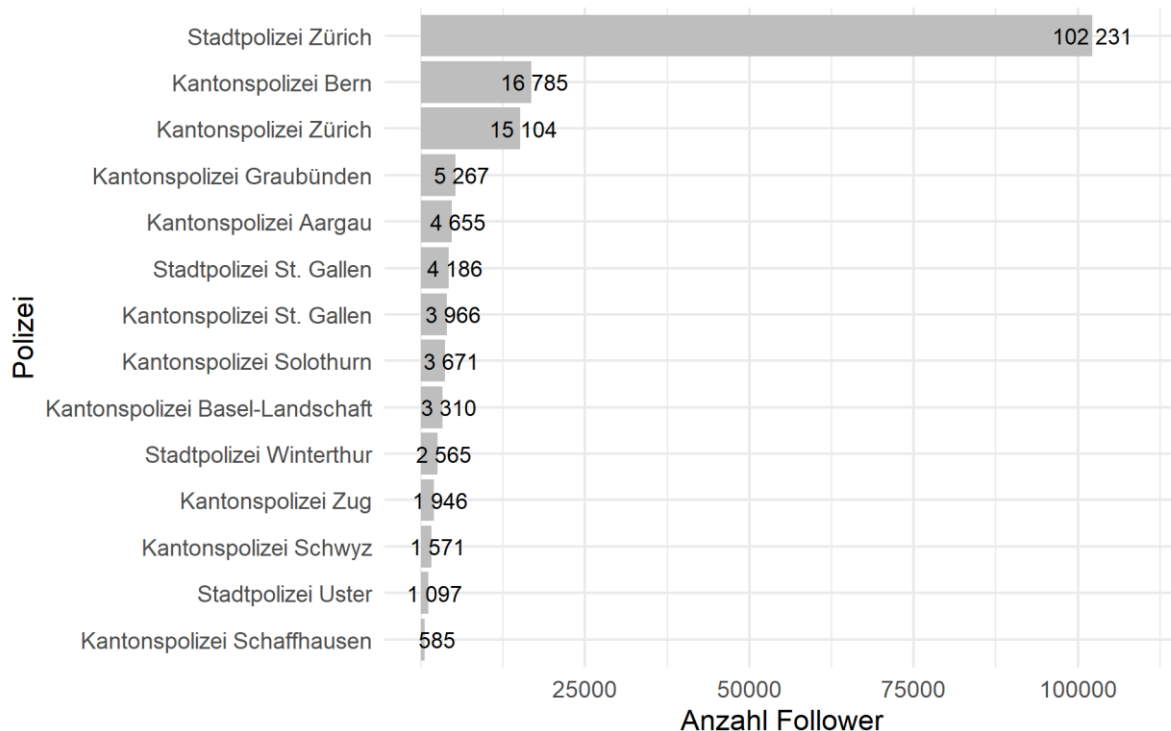 Stadtpolizei Zürich 102 231
Kantonspolizei Bern 16 785
Kantonspolizei Zürich 15 104
Kantonspolizei Graubünden 5 267
Kantonspolizei Aargau 4 655
Stadtpolizei St. Gallen 4 186
Kantonspolizei St. Gallen 3 966
Kantonspolizei Solothurn 3 671
Kantonspolizei Basel-Landschaft 3 310
Stadtpolizei Winterthur 2 565
Kantonspolizei Zug 1 946
Kantonspolizei Schwyz 1 571
Stadtpolizei Uster 1 097
Kantonspolizei Schaffhausen 585
Polizei
25000 50000 75000 100000
Anzahl Follower